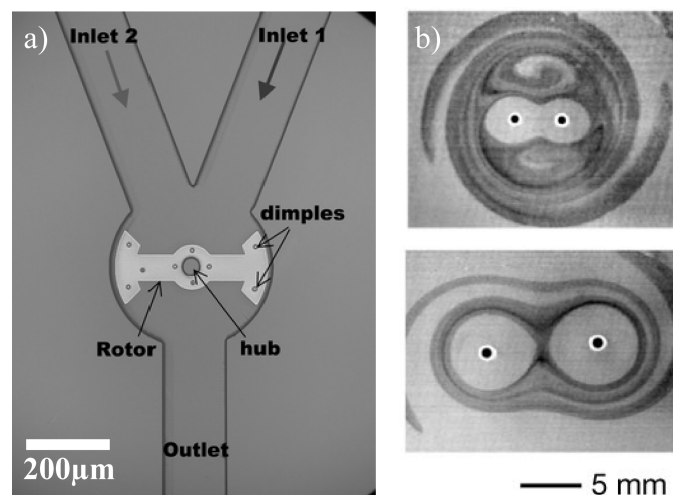 a)
Inlet 2
Inlet 1
dimples
Rotor
hub
Outlet
200µm
b)
5 mm